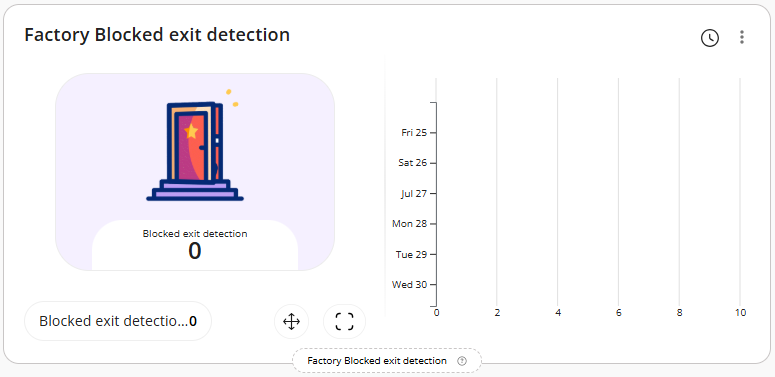 Factory Blocked exit detection
Blocked exit detection
0
Blocked exit detectio...0
Fri 25
Sat 26
Jul 27
Mon 28
Tue 29
Wed 30
0 2 4 6 8 10
Factory Blocked exit detection ?